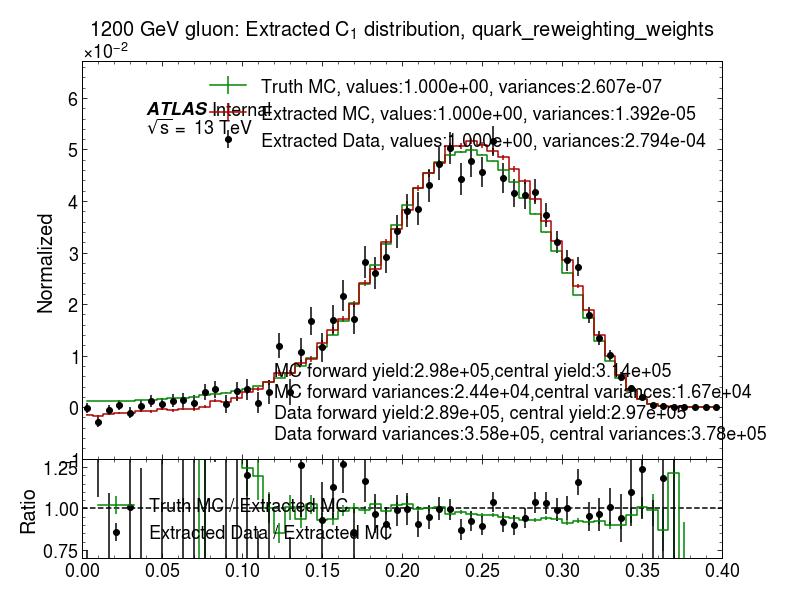 1200 GeV gluon: Extracted C₁ distribution, quark_reweighting_weights
×10⁻²
Truth MC, values:1.000e+00, variances:2.607e-07
ATLAS Internal
Extracted MC, values:1.000e+00, variances:1.392e-05
√s = 13 TeV
Extracted Data, values:1.000e+00, variances:2.794e-04
6
5
4
3
2
1
0
Normalized
MC forward yield:2.98e+05,central yield:3.14e+05
MC forward variances:2.44e+04,central variances:1.67e+04
Data forward yield:2.89e+05, central yield:2.97e+05
Data forward variances:3.58e+05, central variances:3.78e+05
1
1.25
1.00
0.75
Ratio
Truth MC / Extracted MC
Extracted Data / Extracted MC
0.00 0.05 0.10 0.15 0.20 0.25 0.30 0.35 0.40